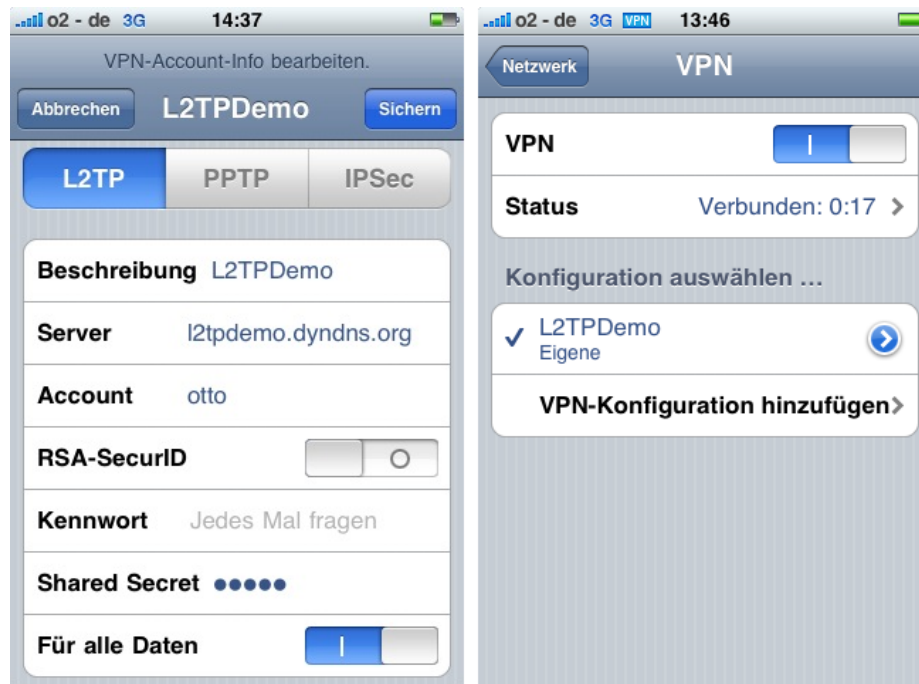 o2 - de 3G 14:37
VPN-Account-Info bearbeiten.
Abbrechen L2TPDemo Sichern
L2TP PPTP IPSec
Beschreibung L2TPDemo
Server l2tpdemo.dyndns.org
Account otto
RSA-SecurID
Kennwort Jedes Mal fragen
Shared Secret ●●●●●
Für alle Daten
o2 - de 3G VPN 13:46
Netzwerk VPN
VPN
Status Verbunden: 0:17
Konfiguration auswählen ...
L2TPDemo
Eigene
VPN-Konfiguration hinzufügen